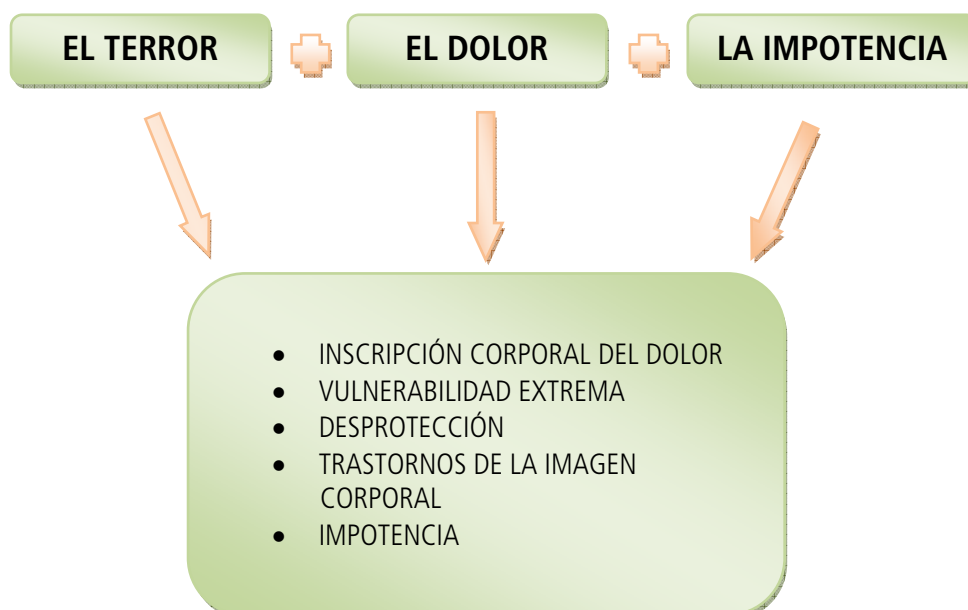 EL TERROR EL DOLOR LA IMPOTENCIA
• INSCRIPCIÓN CORPORAL DEL DOLOR
• VULNERABILIDAD EXTREMA
• DESPROTECCIÓN
• TRASTORNOS DE LA IMAGEN
CORPORAL
• IMPOTENCIA